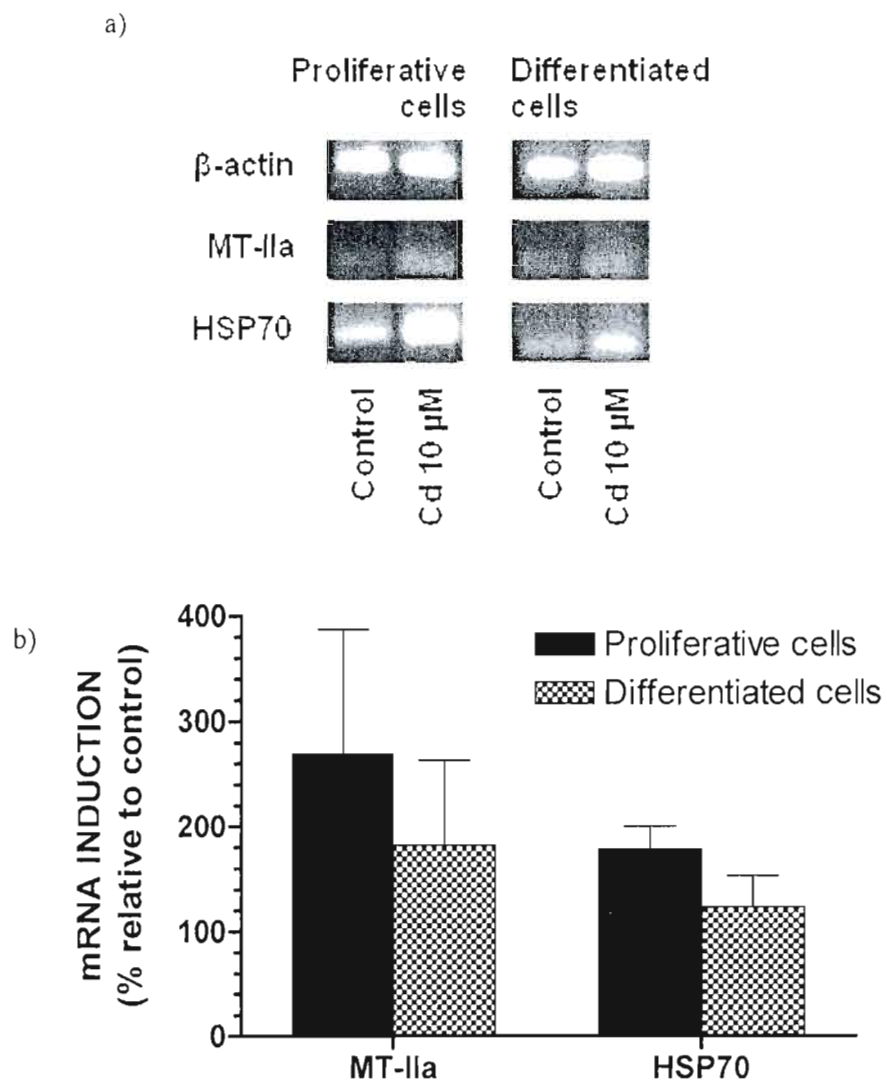 a)
Proliferative cells
Differentiated cells
β-actin
MT-IIa
HSP70
Control
Cd 10 µM
Control
Cd 10 µM
b)
mRNA INDUCTION
(% relative to control)
400
300
200
100
0
Proliferative cells
Differentiated cells
MT-IIa
HSP70